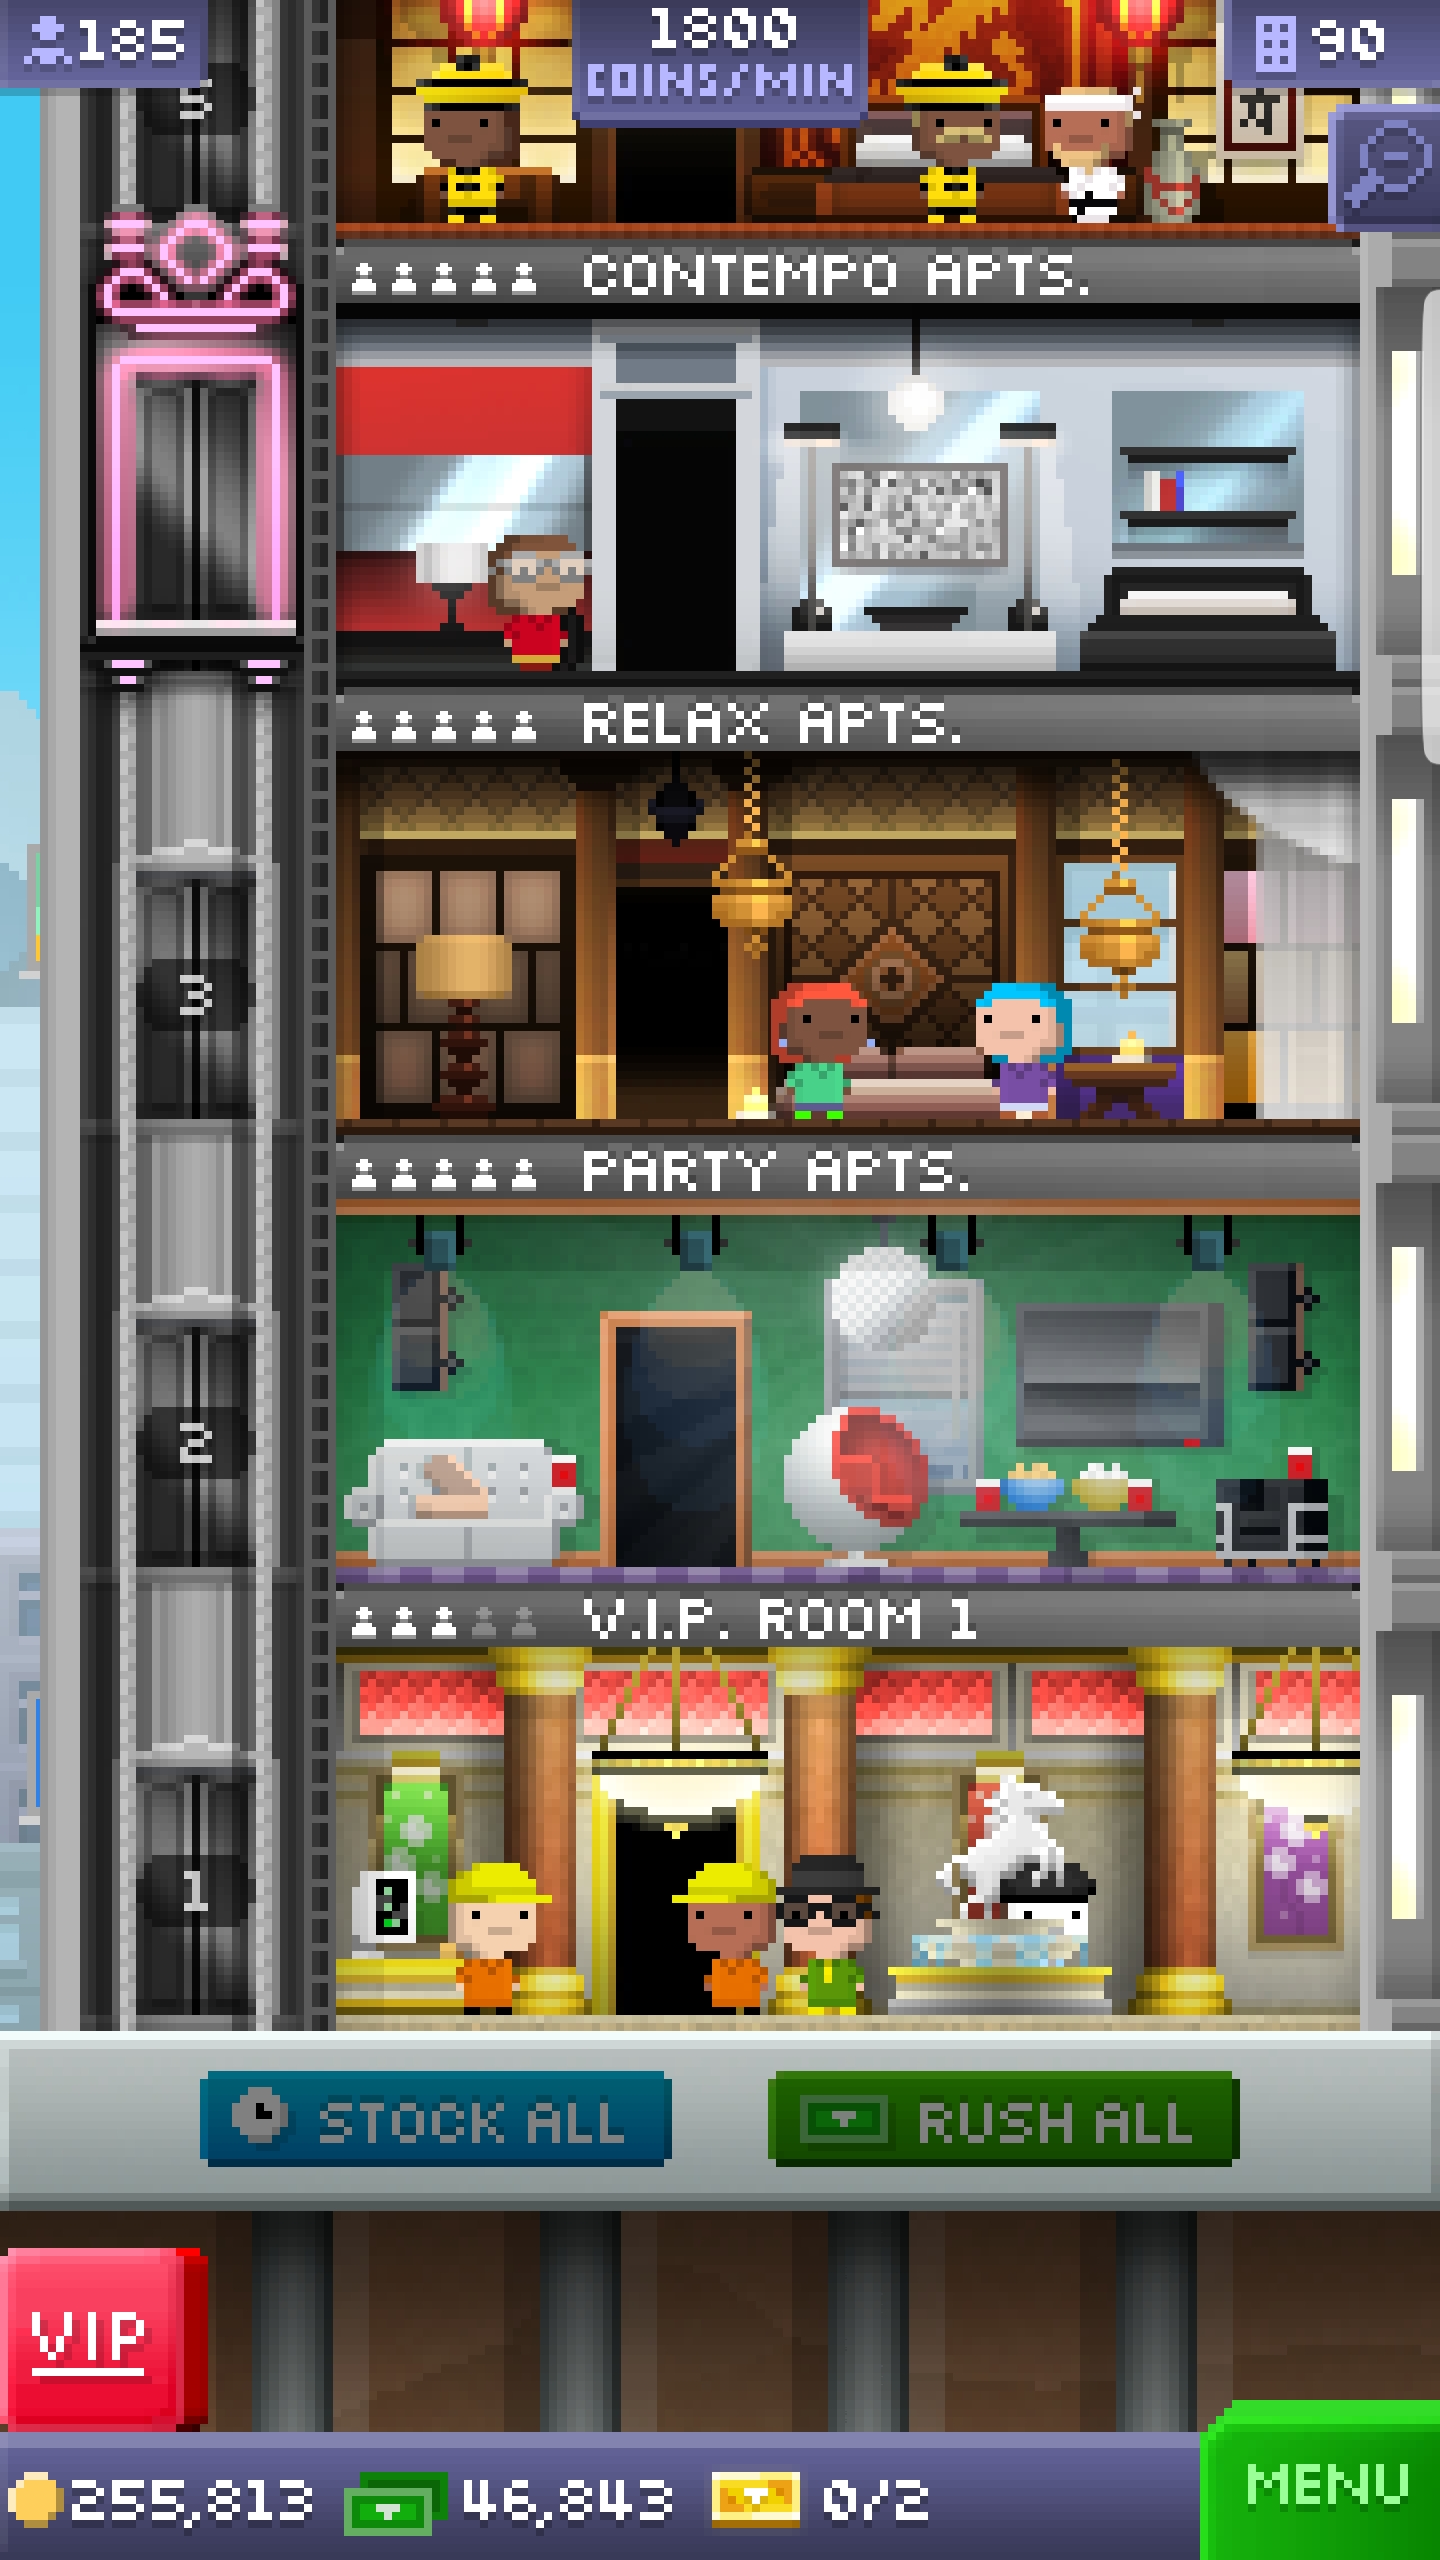 185
1800
COINS/MIN
90
5
CONTEMPO APTS.
RELAX APTS.
3
PARTY APTS.
2
V.I.P. ROOM 1
1
STOCK ALL
RUSH ALL
VIP
255,813
46,843
0/2
MENU